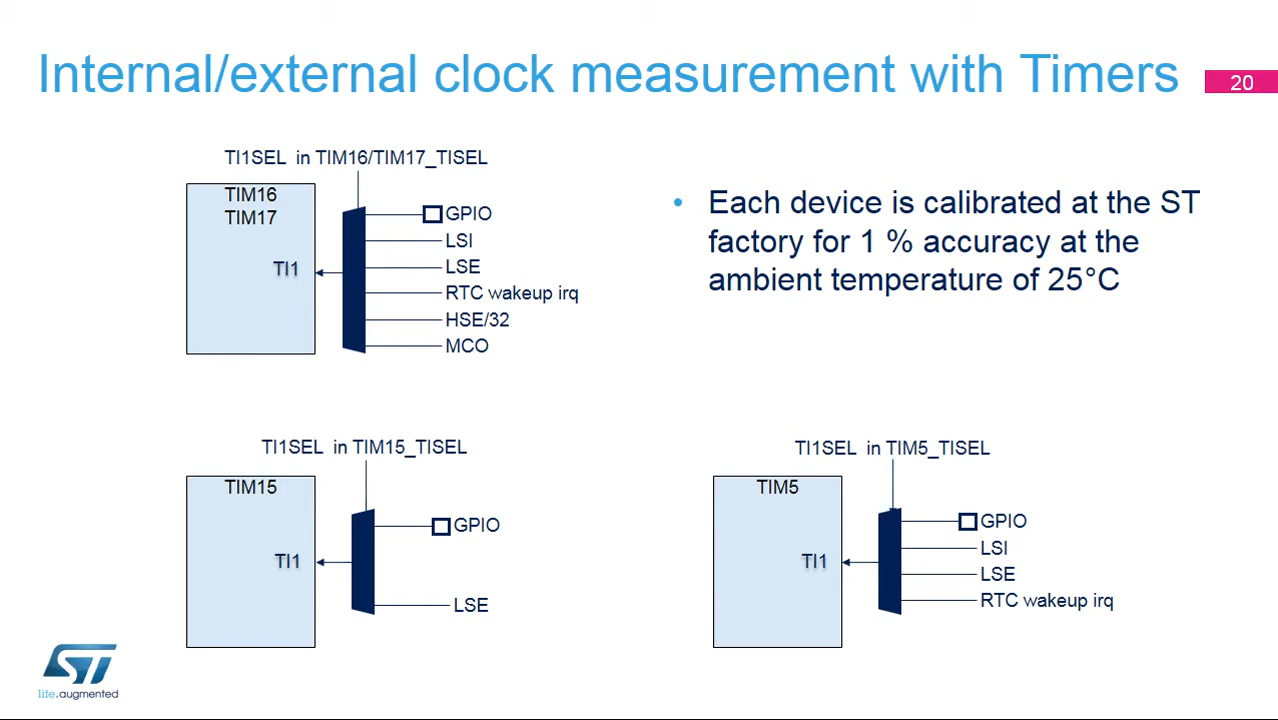 Internal/external clock measurement with Timers
20
TI1SEL in TIM16/TIM17_TISEL
TIM16
TIM17
TI1
GPIO
LSI
LSE
RTC wakeup irq
HSE/32
MCO
• Each device is calibrated at the ST
factory for 1 % accuracy at the
ambient temperature of 25°C
TI1SEL in TIM15_TISEL
TIM15
TI1
GPIO
LSE
TI1SEL in TIM5_TISEL
TIM5
TI1
GPIO
LSI
LSE
RTC wakeup irq
ST
life.augmented